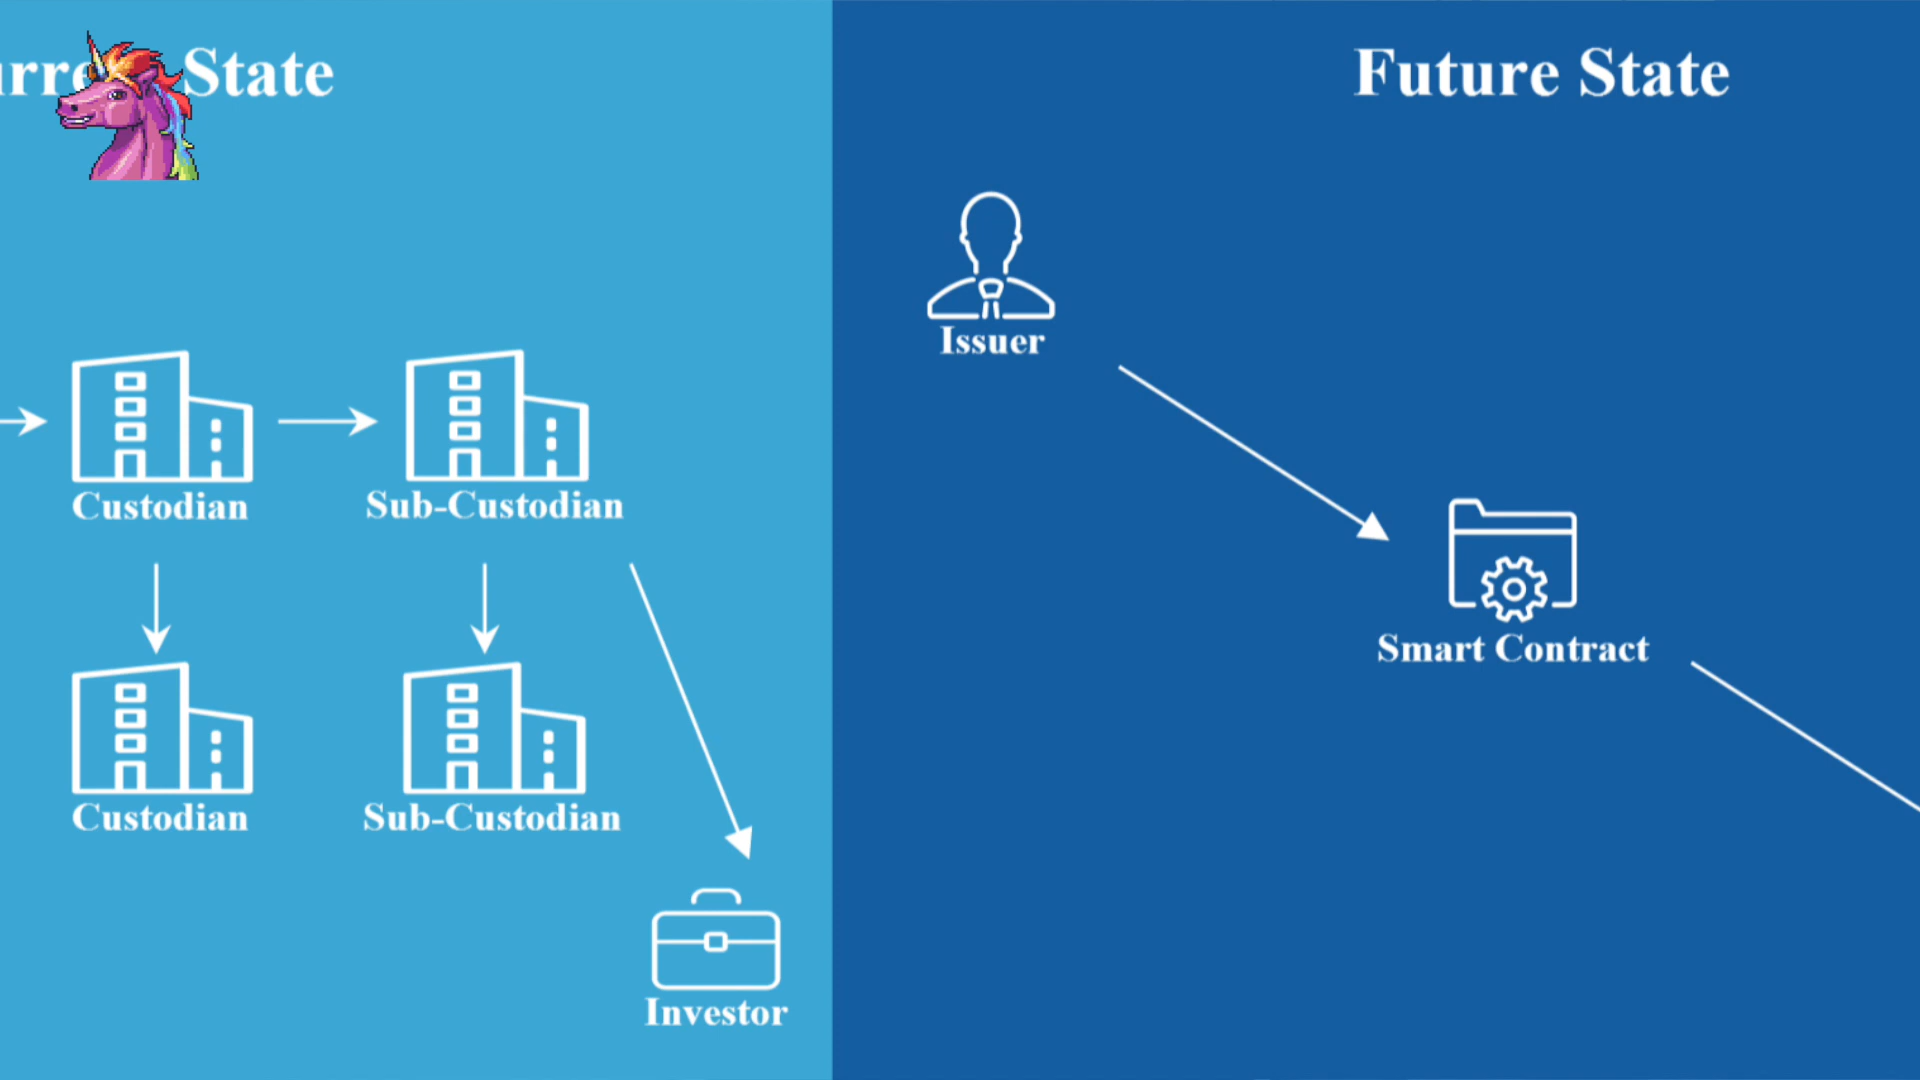 State
Custodian
Sub-Custodian
Custodian
Sub-Custodian
Investor
Future State
Issuer
Smart Contract